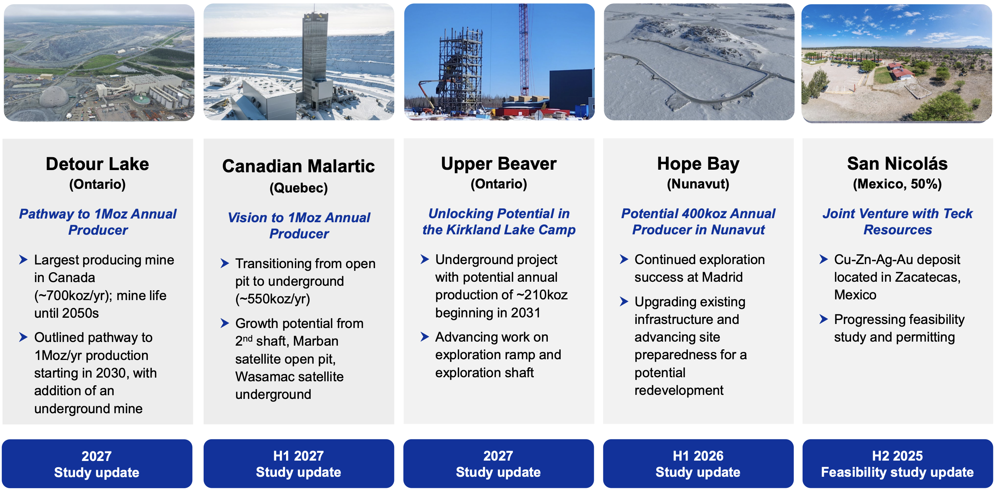 Detour Lake
(Ontario)
Pathway to 1Moz Annual
Producer
➤ Largest producing mine
in Canada
(~700koz/yr); mine life
until 2050s
➤ Outlined pathway to
1Moz/yr production
starting in 2030, with
addition of an
underground mine
2027
Study update
Canadian Malartic
(Quebec)
Vision to 1Moz Annual
Producer
➤ Transitioning from open
pit to underground
(~550koz/yr)
➤ Growth potential from
2nd shaft, Marban
satellite open pit,
Wasamac satellite
underground
H1 2027
Study update
Upper Beaver
(Ontario)
Unlocking Potential in
the Kirkland Lake Camp
➤ Underground project
with potential annual
production of ~210koz
beginning in 2031
➤ Advancing work on
exploration ramp and
exploration shaft
2027
Study update
Hope Bay
(Nunavut)
Potential 400koz Annual
Producer in Nunavut
➤ Continued exploration
success at Madrid
➤ Upgrading existing
infrastructure and
advancing site
preparedness for a
potential
redevelopment
H1 2026
Study update
San Nicolás
(Mexico, 50%)
Joint Venture with Teck
Resources
➤ Cu-Zn-Ag-Au deposit
located in Zacatecas,
Mexico
➤ Progressing feasibility
study and permitting
H2 2025
Feasibility study update